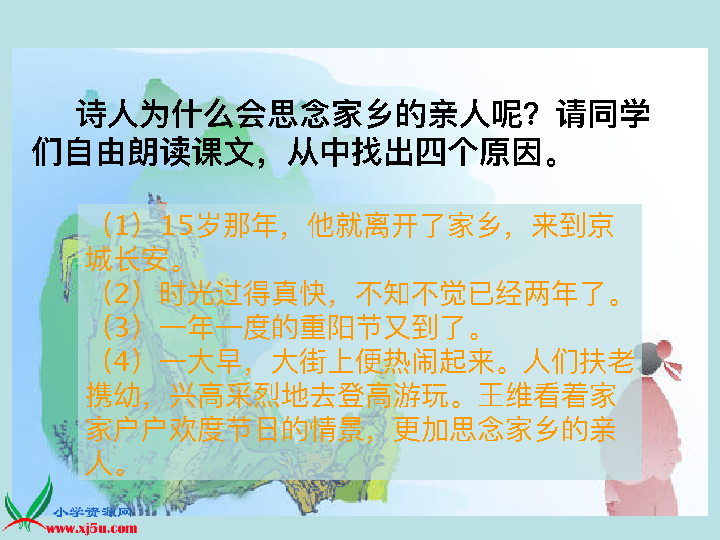 诗人为什么会思念家乡的亲人呢？请同学
们自由朗读课文，从中找出四个原因。
（1）15岁那年，他就离开了家乡，来到京
城长安。
（2）时光过得真快，不知不觉已经两年了。
（3）一年一度的重阳节又到了。
（4）一大早，大街上便热闹起来。人们扶老
携幼，兴高采烈地去登高游玩。王维看着家
家户户欢度节日的情景，更加思念家乡的亲
人。
小学资源网
www.xj5u.com